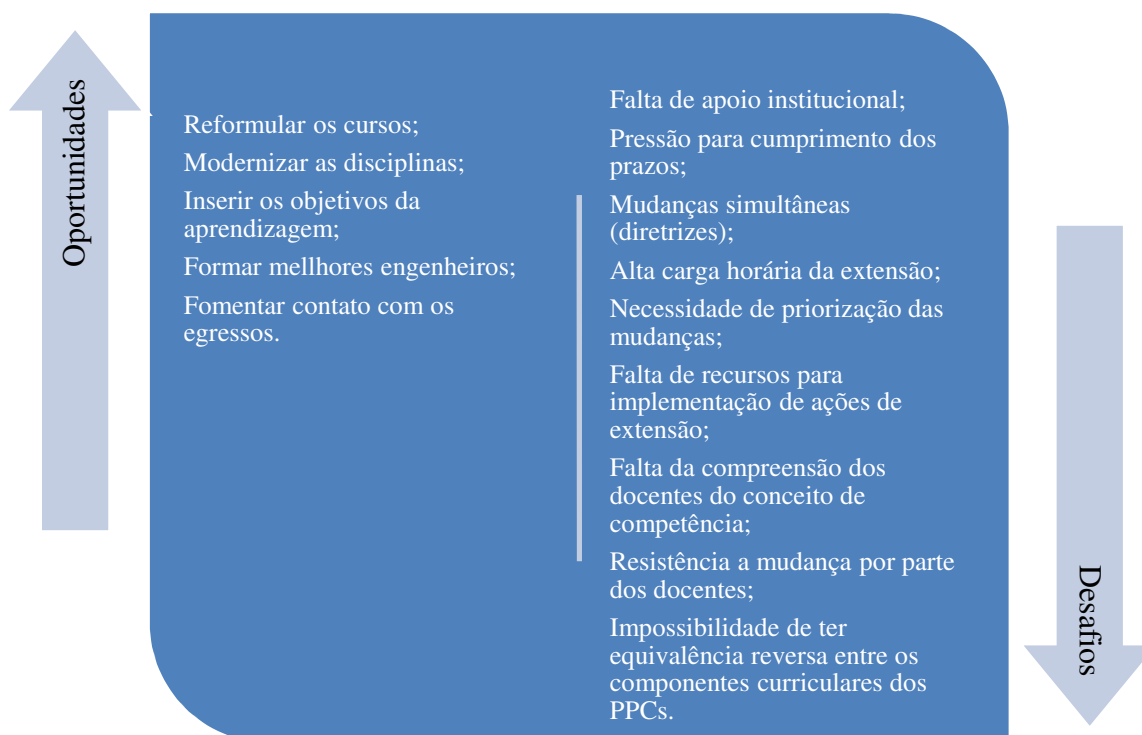 Oportunidades
Reformular os cursos;
Modernizar as disciplinas;
Inserir os objetivos da
aprendizagem;
Formar mellhores engenheiros;
Fomentar contato com os
egressos.
Falta de apoio institucional;
Pressão para cumprimento dos
prazos;
Mudanças simultâneas
(diretrizes);
Alta carga horária da extensão;
Necessidade de priorização das
mudanças;
Falta de recursos para
implementação de ações de
extensão;
Falta da compreensão dos
docentes do conceito de
competência;
Resistência a mudança por parte
dos docentes;
Impossibilidade de ter
equivalência reversa entre os
componentes curriculares dos
PPCs.
Desafios